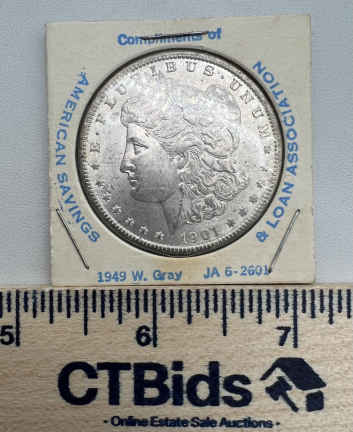 Compliments of
AMERICAN SAVINGS
& LOAN ASSOCIATION
E·PLURIBUS·UNUM
1901
1949 W. Gray JA 6-2601
5 6 7
CTBids
- Online Estate Sale Auctions -